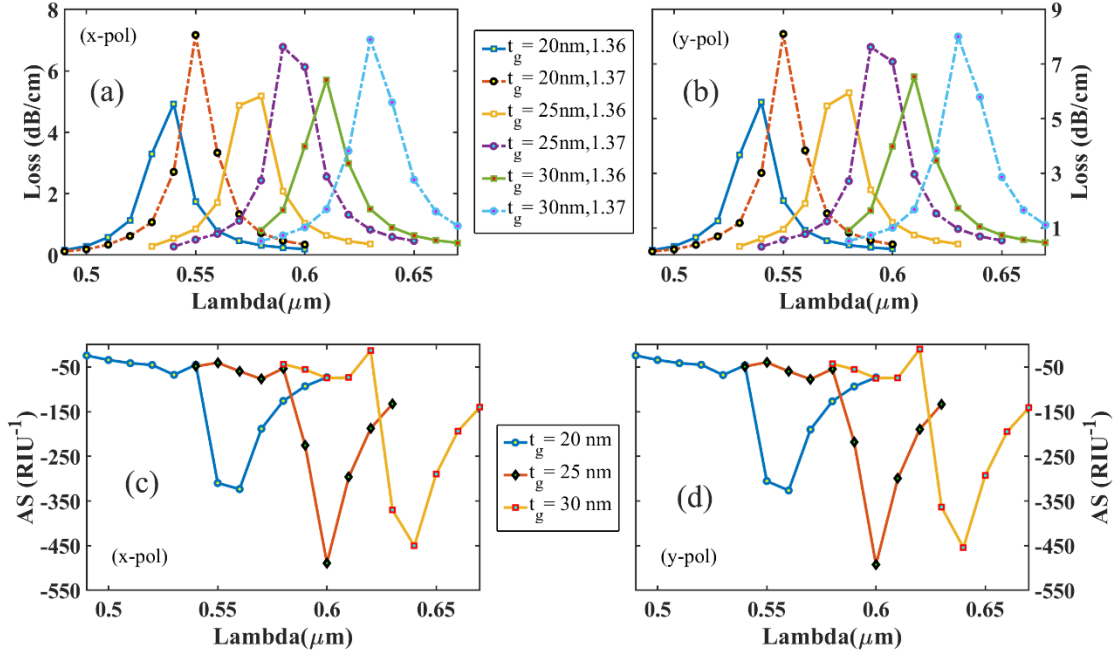 (x-pol)
(a)
Loss (dB/cm)
8
6
4
2
0
0.5 0.55 0.6 0.65
Lambda(μm)
t_g = 20nm,1.36
t_g = 20nm,1.37
t_g = 25nm,1.36
t_g = 25nm,1.37
t_g = 30nm,1.36
t_g = 30nm,1.37
(y-pol)
(b)
9
7
5
3
1
Loss (dB/cm)
0.5 0.55 0.6 0.65
Lambda(μm)
AS (RIU^-1)
-50
-150
-250
-350
-450
-550
(c)
(x-pol)
0.5 0.55 0.6 0.65
Lambda(μm)
t_g = 20 nm
t_g = 25 nm
t_g = 30 nm
(d)
(y-pol)
-50
-150
-250
-350
-450
-550
AS (RIU^-1)
0.5 0.55 0.6 0.65
Lambda(μm)